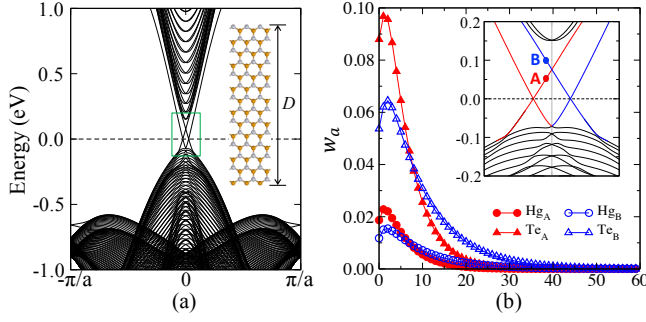 (a)
Energy (eV)
1.0
0.5
0.0
-0.5
-1.0
-π/a
0
π/a
D
(a)
(b)
w_a
0.10
0.08
0.06
0.04
0.02
0.00
0
10
20
30
40
50
60
0.2
0.1
0.0
-0.1
-0.2
B
A
Hg_A
Hg_B
Te_A
Te_B
(b)